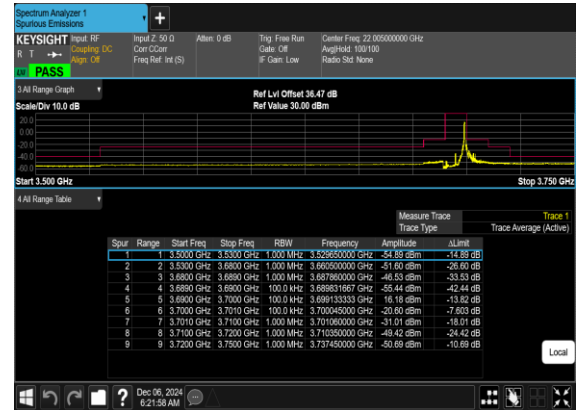 Spectrum Analyzer 1
Spurious Emissions
KEYSIGHT Input: RF Input Z: 50 Ω Atten: 0 dB Trig: Free Run Center Freq: 22.005000000 GHz
R T Coupling: DC Corr CCorr Gate: Off Avg|Hold: 100/100
Align: Off Freq Ref: Int (S) IF Gain: Low Radio Std: None
PASS
3 All Range Graph
Ref Lvl Offset 36.47 dB
Scale/Div 10.0 dB Ref Value 30.00 dBm
20.0
0.00
-20.0
-40.0
-60.0
Start 3.500 GHz Stop 3.750 GHz
4 All Range Table
Measure Trace Trace 1
Trace Type Trace Average (Active)
Spur Range Start Freq Stop Freq RBW Frequency Amplitude ΔLimit
1 1 3.5000 GHz 3.5300 GHz 1.000 MHz 3.529650000 GHz -54.89 dBm -14.89 dB
2 2 3.5300 GHz 3.6800 GHz 1.000 MHz 3.660500000 GHz -51.60 dBm -26.60 dB
3 3 3.6800 GHz 3.6890 GHz 1.000 MHz 3.687860000 GHz -46.53 dBm -33.53 dB
4 4 3.6890 GHz 3.6900 GHz 100.0 kHz 3.689831667 GHz -55.44 dBm -42.44 dB
5 5 3.6900 GHz 3.7000 GHz 100.0 kHz 3.699133333 GHz 16.18 dBm -13.82 dB
6 6 3.7000 GHz 3.7010 GHz 100.0 kHz 3.700045000 GHz -20.60 dBm -7.603 dB
7 7 3.7010 GHz 3.7100 GHz 1.000 MHz 3.701060000 GHz -31.01 dBm -18.01 dB
8 8 3.7100 GHz 3.7200 GHz 1.000 MHz 3.710350000 GHz -49.42 dBm -24.42 dB
9 9 3.7200 GHz 3.7500 GHz 1.000 MHz 3.737450000 GHz -50.69 dBm -10.69 dB
Local
? Dec 06, 2024
6:21:58 AM